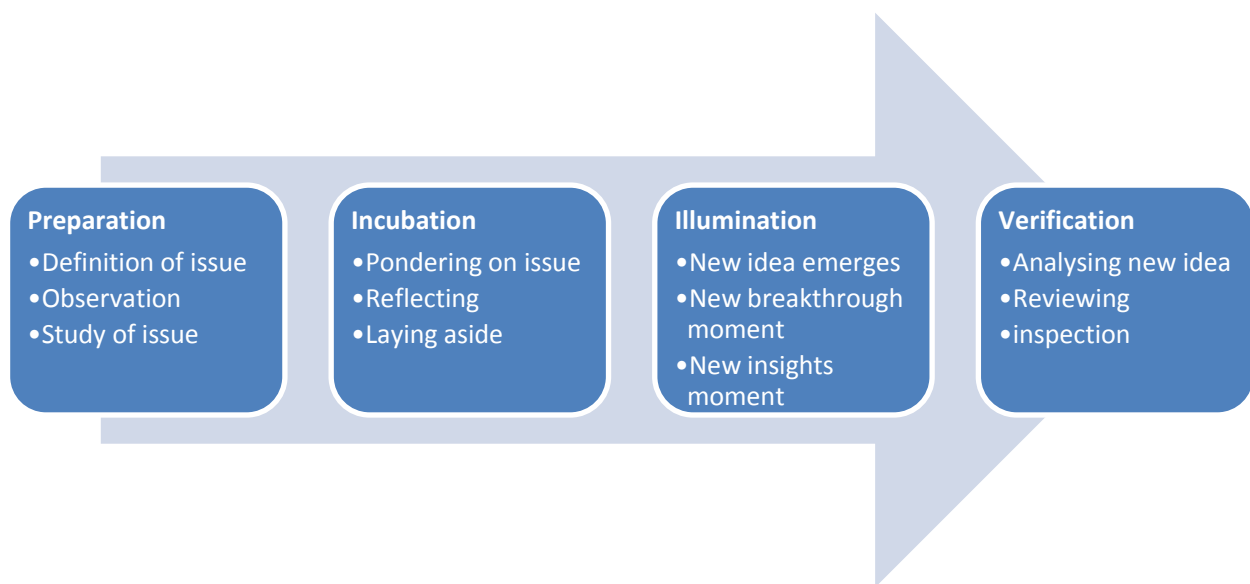 Preparation
•Definition of issue
•Observation
•Study of issue
Incubation
•Pondering on issue
•Reflecting
•Laying aside
Illumination
•New idea emerges
•New breakthrough
moment
•New insights
moment
Verification
•Analysing new idea
•Reviewing
•inspection